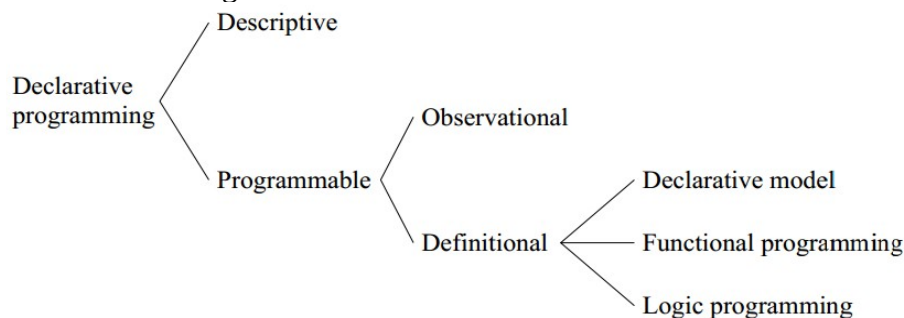 Descriptive
Declarative
programming
Observational
Programmable
Declarative model
Definitional
Functional programming
Logic programming